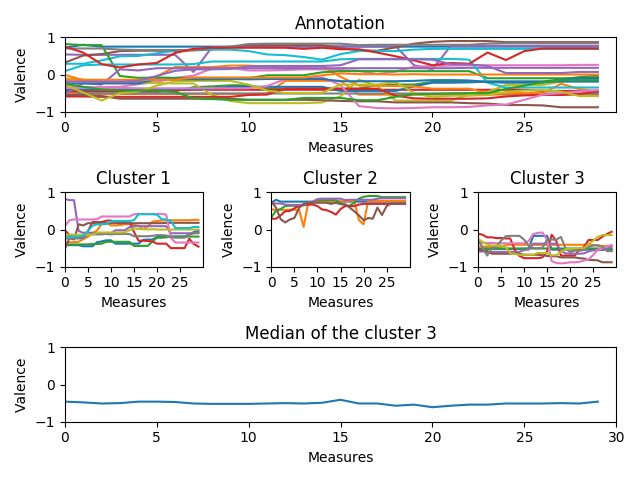 Annotation
Valence
1
0
−1
0 5 10 15 20 25
Measures
Cluster 1
Valence
1
0
−1
0 5 10 15 20 25
Measures
Cluster 2
Valence
1
0
−1
0 5 10 15 20 25
Measures
Cluster 3
Valence
1
0
−1
0 5 10 15 20 25
Measures
Median of the cluster 3
Valence
1
0
−1
0 5 10 15 20 25 30
Measures